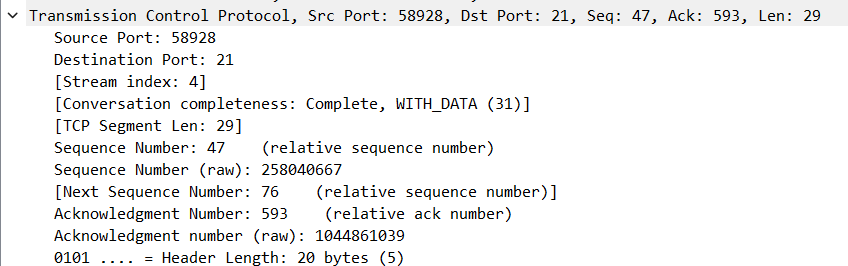 Transmission Control Protocol, Src Port: 58928, Dst Port: 21, Seq: 47, Ack: 593, Len: 29
Source Port: 58928
Destination Port: 21
[Stream index: 4]
[Conversation completeness: Complete, WITH_DATA (31)]
[TCP Segment Len: 29]
Sequence Number: 47    (relative sequence number)
Sequence Number (raw): 258040667
[Next Sequence Number: 76    (relative sequence number)]
Acknowledgment Number: 593    (relative ack number)
Acknowledgment number (raw): 1044861039
0101 .... = Header Length: 20 bytes (5)